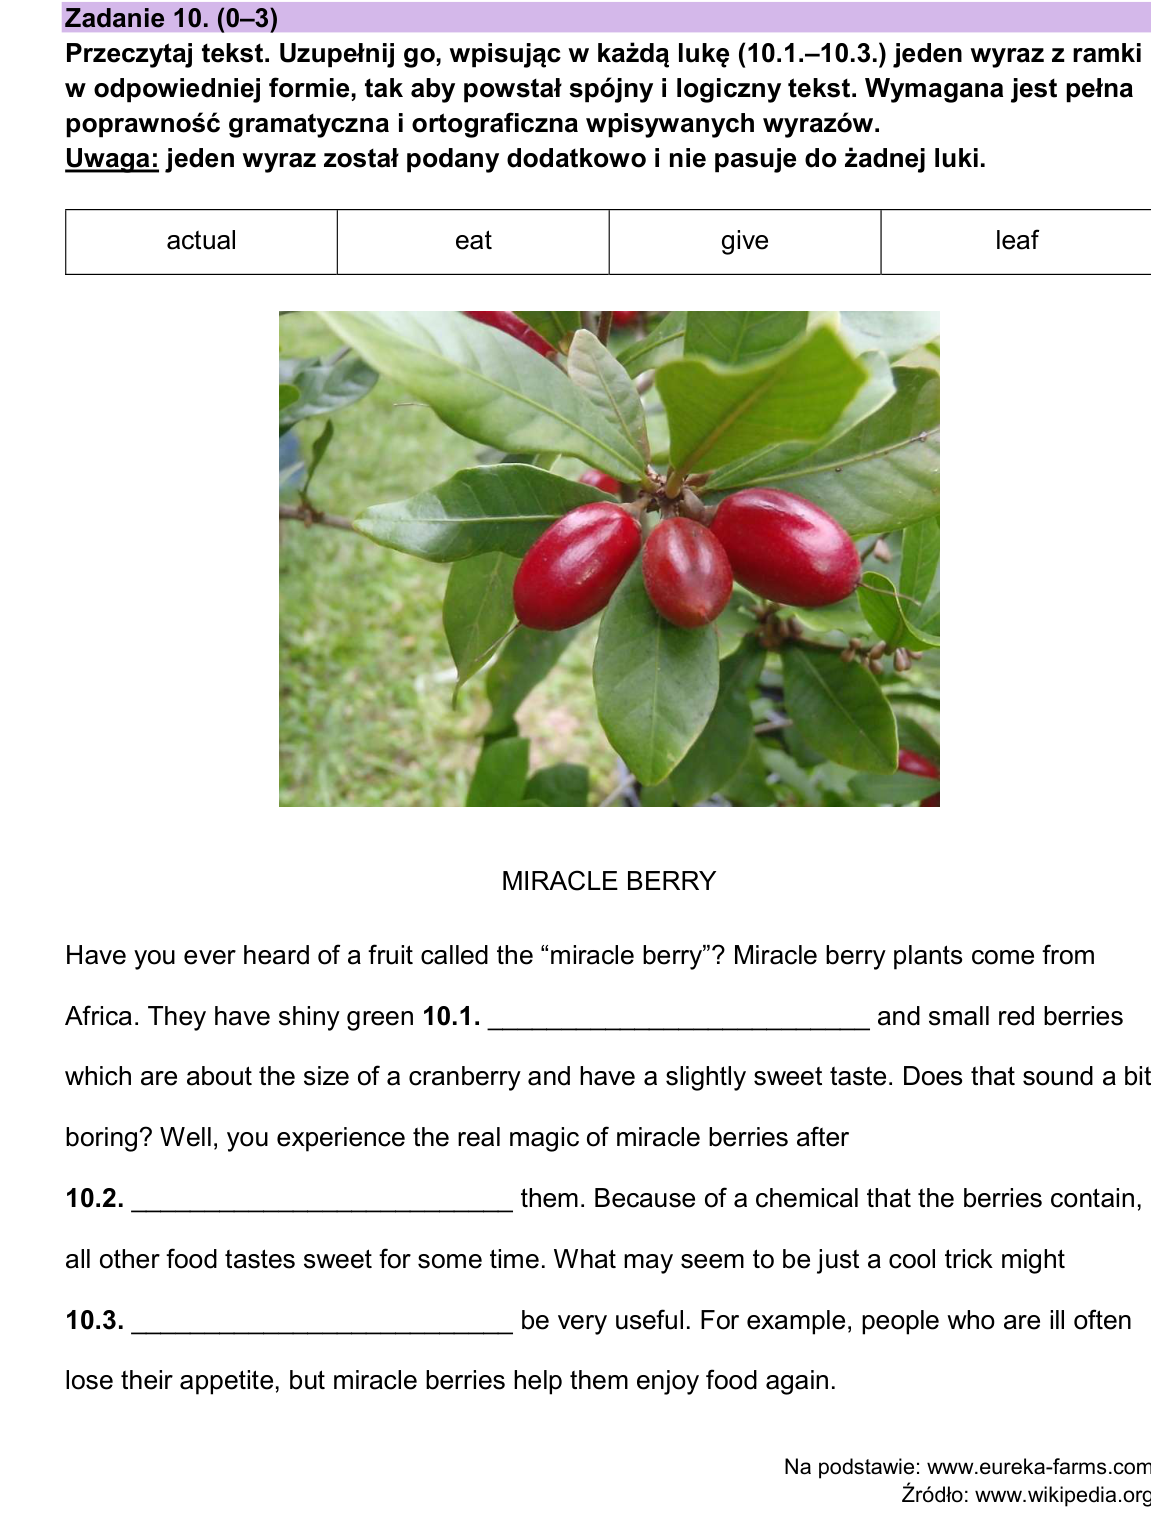 Zadanie 10. (0–3)
Przeczytaj tekst. Uzupełnij go, wpisując w każdą lukę (10.1.–10.3.) jeden wyraz z ramki
w odpowiedniej formie, tak aby powstał spójny i logiczny tekst. Wymagana jest pełna
poprawność gramatyczna i ortograficzna wpisywanych wyrazów.
Uwaga: jeden wyraz został podany dodatkowo i nie pasuje do żadnej luki.
actual eat give leaf
MIRACLE BERRY
Have you ever heard of a fruit called the “miracle berry”? Miracle berry plants come from
Africa. They have shiny green 10.1. __________________________ and small red berries
which are about the size of a cranberry and have a slightly sweet taste. Does that sound a bit
boring? Well, you experience the real magic of miracle berries after
10.2. __________________________ them. Because of a chemical that the berries contain,
all other food tastes sweet for some time. What may seem to be just a cool trick might
10.3. __________________________ be very useful. For example, people who are ill often
lose their appetite, but miracle berries help them enjoy food again.
Na podstawie: www.eureka-farms.com
Źródło: www.wikipedia.org